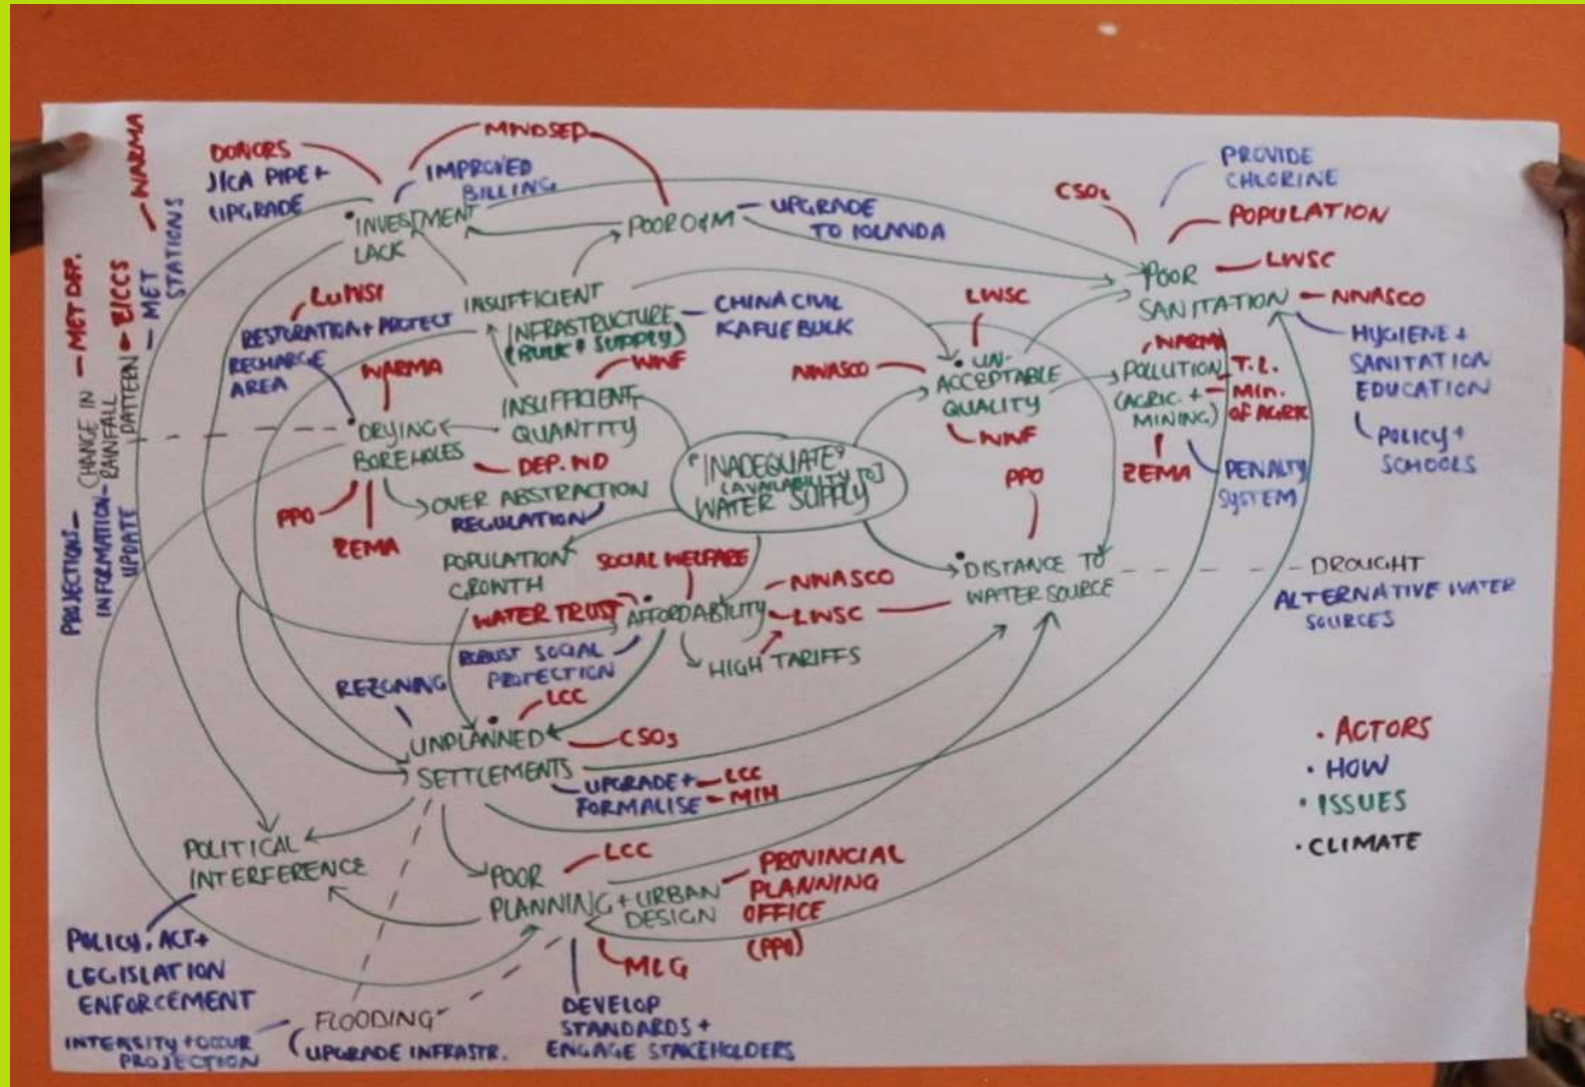 DONORS
JICA PIPE +
UPGRADE
MWDSEP
IMPROVED
BILLING
INVESTMENT
LACK
POOR O&M
UPGRADE
TO IOLANDA
CSOs
PROVIDE
CHLORINE
POPULATION
LWSC
POOR
SANITATION
NWASCO
HYGIENE +
SANITATION
EDUCATION
POLICY +
SCHOOLS
WARMA
MET
STATIONS
MET DEP.
ZICCS
CHANGE IN
RAINFALL
PATTERN
PROJECTIONS
INFORMATION
UPDATE
LuWSI
RESTORATION + PROTECT
RECHARGE
AREA
INSUFFICIENT
INFRASTRUCTURE
(BULK + SUPPLY)
CHINA CIVIL
KAFUE BULK
LWSC
NWASCO
UN-
ACCEPTABLE
QUALITY
WWF
WARMA
POLLUTION
(AGRIC. +
MINING)
T.L.
Min.
OF AGRIC
ZEMA
PENALTY
SYSTEM
WARMA
WWF
INSUFFICIENT
QUANTITY
DRYING
BOREHOLES
DEP. WD
OVER ABSTRACTION
REGULATION
PPO
ZEMA
"INADEQUATE"
(AVAILABILITY)
WATER SUPPLY
PPO
DISTANCE TO
WATER SOURCE
DROUGHT
ALTERNATIVE WATER
SOURCES
POPULATION
GROWTH
SOCIAL WELFARE
NWASCO
WATER TRUST
AFFORDABILITY
LWSC
HIGH TARIFFS
ROBUST SOCIAL
PROTECTION
REZONING
LCC
UNPLANNED
SETTLEMENTS
CSOs
UPGRADE +
FORMALISE
LCC
MIH
POLITICAL
INTERFERENCE
POLICY, ACT +
LEGISLATION
ENFORCEMENT
POOR
PLANNING + URBAN
DESIGN
LCC
PROVINCIAL
PLANNING
OFFICE
(PPO)
MLG
DEVELOP
STANDARDS +
ENGAGE STAKEHOLDERS
FLOODING
INTENSITY + OCCUR
PROJECTION
UPGRADE INFRASTR.
• ACTORS
• HOW
• ISSUES
• CLIMATE